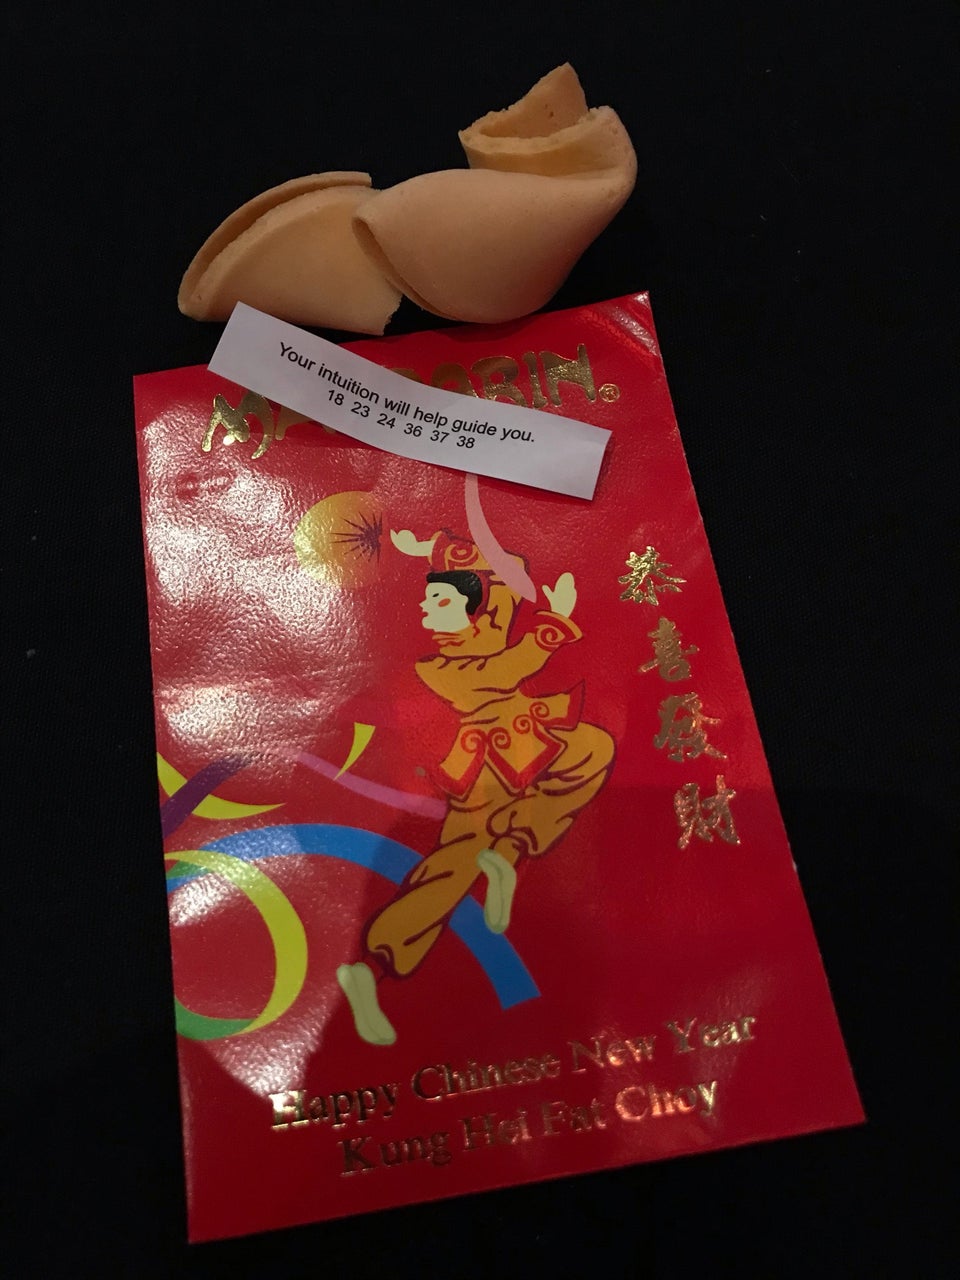 Your intuition will help guide you.
18 23 24 36 37 38
MANDARIN®
恭喜發財
Happy Chinese New Year
Kung Hei Fat Choy